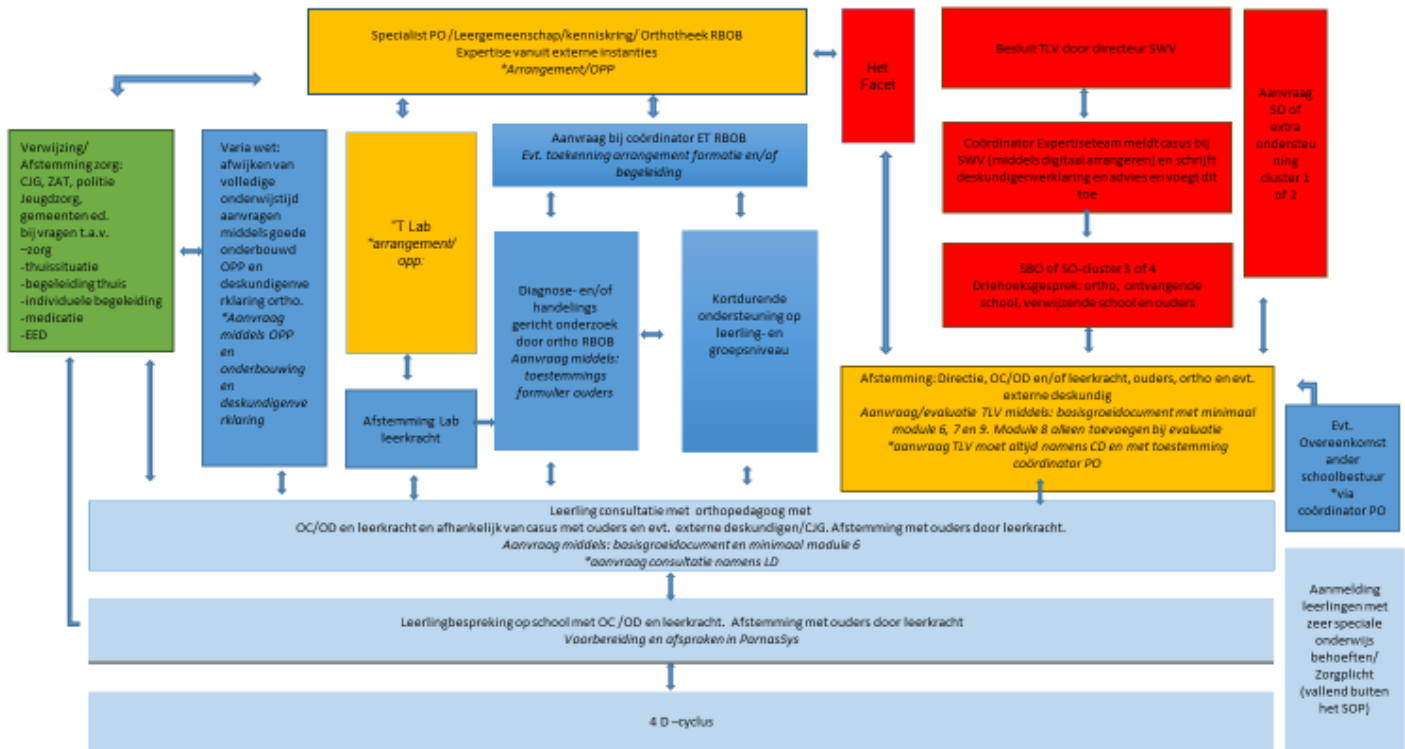 Specialist PO /Leergemeenschap/kenniskring/ Orthotheek RBOB
Expertise vanuit externe instanties
*Arrangement/OPP
Het
Facet
Besluit TLV door directeur SWV
Aanvraag
SO of
extra
ondersteu
ning
cluster 1
of 2
Verwijzing/
Afstemming zorg:
CJG, ZAT, politie
Jeugdzorg,
gemeenten ed.
bij vragen t.a.v.
–zorg
-thuissituatie
-begeleiding thuis
-individuele begeleiding
-medicatie
-EED
Varia wet:
afwijken van
volledige
onderwijstijd
aanvragen
middels goede
onderbouwd
OPP en
deskundigenve
rklaring ortho.
*Aanvraag
middels OPP
en
onderbouwing
en
deskundigenve
rklaring
"T Lab
*arrangement/
opp:
Afstemming Lab
leerkracht
Aanvraag bij coördinator ET RBOB
Evt. toekenning arrangement formatie en/of
begeleiding
Diagnose- en/of
handelings
gericht onderzoek
door ortho RBOB
Aanvraag middels:
toestemmings
formulier ouders
Kortdurende
ondersteuning op
leerling- en
groepsniveau
Coördinator Expertiseteam meldt casus bij
SWV (middels digitaal arrangeren) en schrijft
deskundigenverklaring en advies en voegt dit
toe
SBO of SO-cluster 3 of 4
Driehoeksgesprek: ortho, ontvangende
school, verwijzende school en ouders
Afstemming: Directie, OC/OD en/of leerkracht, ouders, ortho en evt.
externe deskundig
Aanvraag/evaluatie TLV middels: basisgroeidocument met minimaal
module 6, 7 en 9. Module 8 alleen toevoegen bij evaluatie
*aanvraag TLV moet altijd namens CD en met toestemming
coördinator PO
Evt.
Overeenkomst
ander
schoolbestuur
*via
coördinator PO
Leerling consultatie met orthopedagoog met
OC/OD en leerkracht en afhankelijk van casus met ouders en evt. externe deskundigen/CJG. Afstemming met ouders door leerkracht.
Aanvraag middels: basisgroeidocument en minimaal module 6
*aanvraag consultatie namens LD
Leerlingbespreking op school met OC /OD en leerkracht. Afstemming met ouders door leerkracht
Voorbereiding en afspraken in ParnasSys
Aanmelding
leerlingen met
zeer speciale
onderwijs
behoeften/
Zorgplicht
(vallend buiten
het SOP)
4 D –cyclus